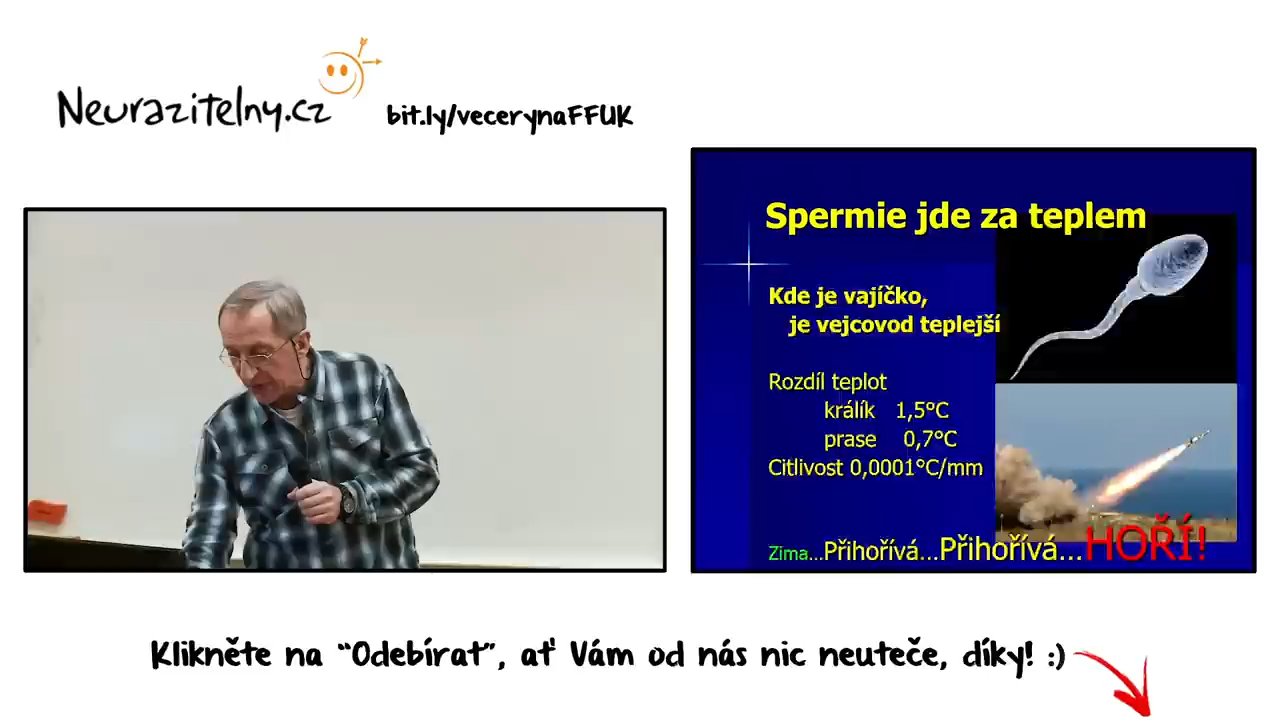 Neurazitelny.cz
bit.ly/vecerynaFFUK
Spermie jde za teplem
Kde je vajíčko,
je vejcovod teplejší
Rozdíl teplot
králík 1,5°C
prase 0,7°C
Citlivost 0,0001°C/mm
Zima...Přihořívá...Přihořívá...HOŘÍ!
Klikněte na "Odebírat", ať Vám od nás nic neuteče, díky! :)